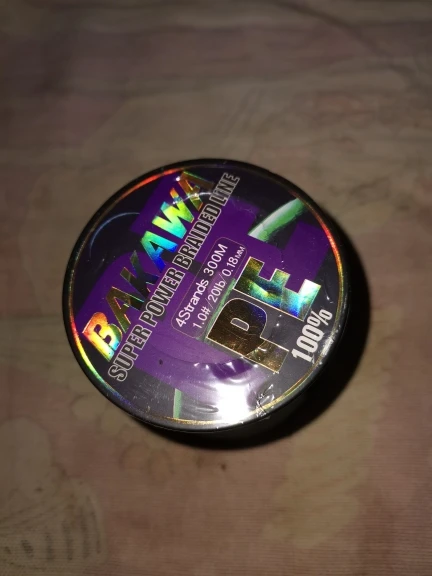 BAKAWA
SUPER POWER BRAIDED LINE
4Strands 300M
1.0#/20lb/0.18MM
PE
100%